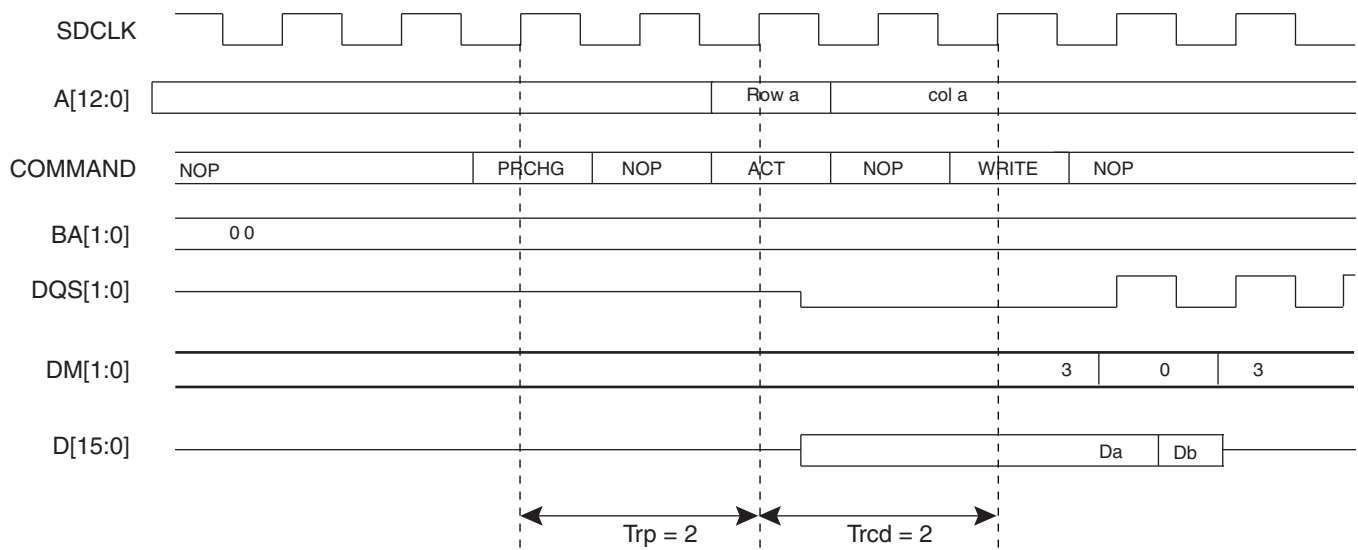 SDCLK
A[12:0] Row a col a
COMMAND NOP PRCHG NOP ACT NOP WRITE NOP
BA[1:0] 0 0
DQS[1:0]
DM[1:0] 3 0 3
D[15:0] Da Db
Trp = 2 Trcd = 2